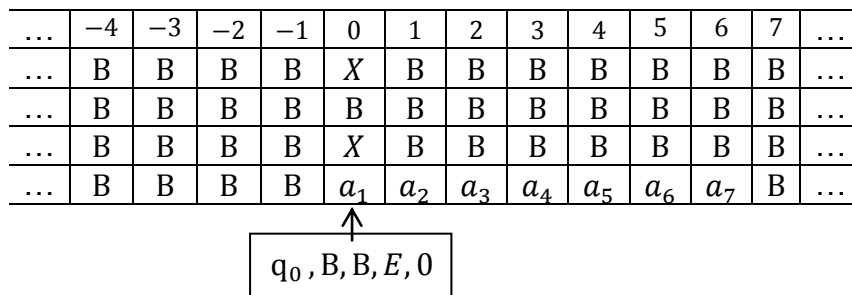 … −4 −3 −2 −1 0 1 2 3 4 5 6 7 …
… B B B B X B B B B B B B …
… B B B B B B B B B B B B …
… B B B B X B B B B B B B …
… B B B B a₁ a₂ a₃ a₄ a₅ a₆ a₇ B …
q₀ , B, B, E, 0